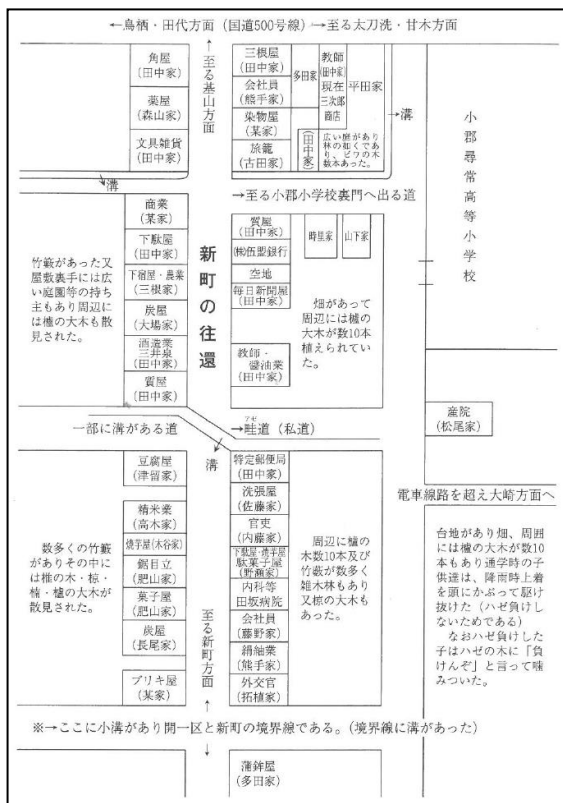 ←鳥栖・田代方面（国道500号線）→至る太刀洗・甘木方面
角屋
（田中家）
薬屋
（森山家）
文具雑貨
（田中家）
↑至る基山方面
三根屋
（田中家）
会社員
（熊手家）
染物屋
（某家）
旅籠
（古田家）
多田家
教師
（田中家）
現在
三次郎
商店
平田家
（田中家）
広い庭があり
林の如くであ
り、ビワの木
数本あった。
→溝
小郡尋常高等小学校
溝
→至る小郡小学校裏門へ出る道
商業
（某家）
下駄屋
（田中家）
下宿屋・農業
（三根家）
炭屋
（大場家）
酒造業
三井泉
（田中家）
質屋
（田中家）
竹籔があった又
屋敷裏手には広
い庭園等の持ち
主もあり周辺に
は櫨の大木も散
見された。
新町の往還
質屋
（田中家）
㈱伍盟銀行
空地
毎日新聞屋
（田中家）
教師・
醤油業
（田中家）
時里家
山下家
畑があって
周辺には櫨
の大木が数10本
植えられてい
た。
産院
（松尾家）
一部に溝がある道
→畦道（私道）
アゼ
溝
電車線路を超え大崎方面へ
豆腐屋
（津留家）
精米業
（高木家）
焼芋屋（木谷家）
鋸目立
（肥山家）
菓子屋
（肥山家）
炭屋
（長尾家）
ブリキ屋
（某家）
数多くの竹籔
がありその中に
は椎の木・椋・
楠・櫨の大木が
散見された。
至る新町方面
特定郵便局
（田中家）
洗張屋
（佐藤家）
官吏
（内藤家）
下駄屋・焼芋屋
駄菓子屋
（野瀬家）
内科等
田坂病院
会社員
（藤野家）
絹紬業
（熊手家）
外交官
（拓植家）
周辺に櫨の
木数10本及び
竹籔が数多く
雑木林もあり
又椋の大木も
あった。
台地があり畑、周囲
には櫨の大木が数10
本もあり通学時の子
供達は、降雨時上着
を頭にかぶって駆け
抜けた（ハゼ負けし
ないためである）
なおハゼ負けした
子はハゼの木に「負
けんぞ」と言って噛
みついた。
※→ここに小溝があり開一区と新町の境界線である。（境界線に溝があった）
蒲鉾屋
（多田家）